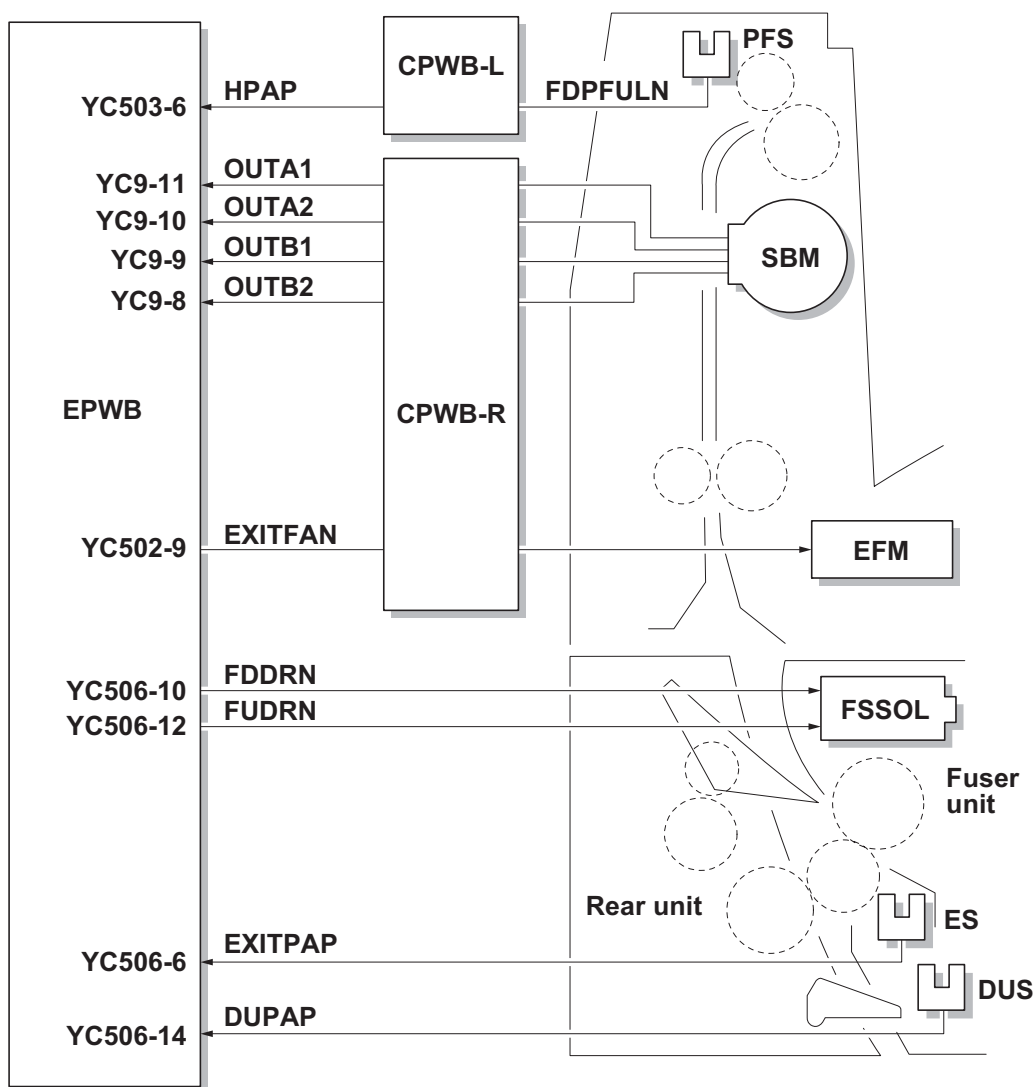 PFS
CPWB-L
HPAP
FDPFULN
YC503-6
OUTA1
YC9-11
OUTA2
YC9-10
OUTB1
YC9-9
SBM
OUTB2
YC9-8
EPWB
CPWB-R
EXITFAN
YC502-9
EFM
FDDRN
YC506-10
FUDRN
FSSOL
YC506-12
Fuser
unit
Rear unit
ES
EXITPAP
YC506-6
DUS
DUPAP
YC506-14